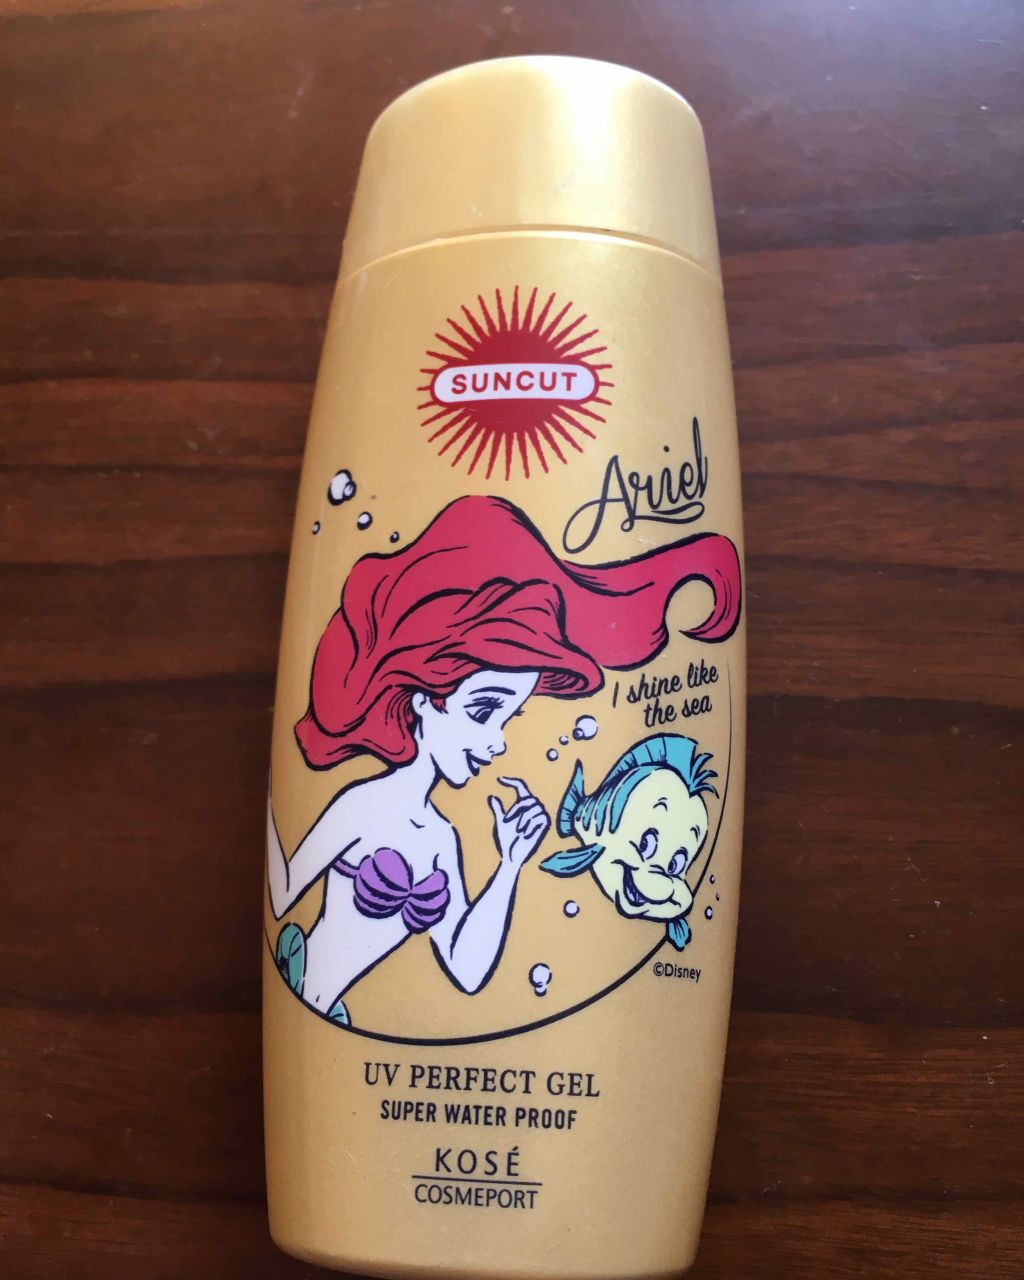 SUNCUT
Ariel
I shine like
the sea
©Disney
UV PERFECT GEL
SUPER WATER PROOF
KOSÉ
COSMEPORT